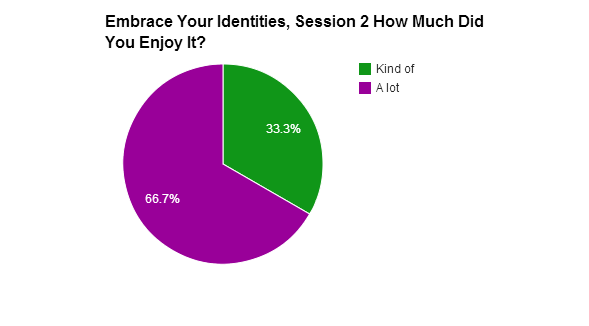 Embrace Your Identities, Session 2 How Much Did
You Enjoy It?
Kind of
A lot
33.3%
66.7%